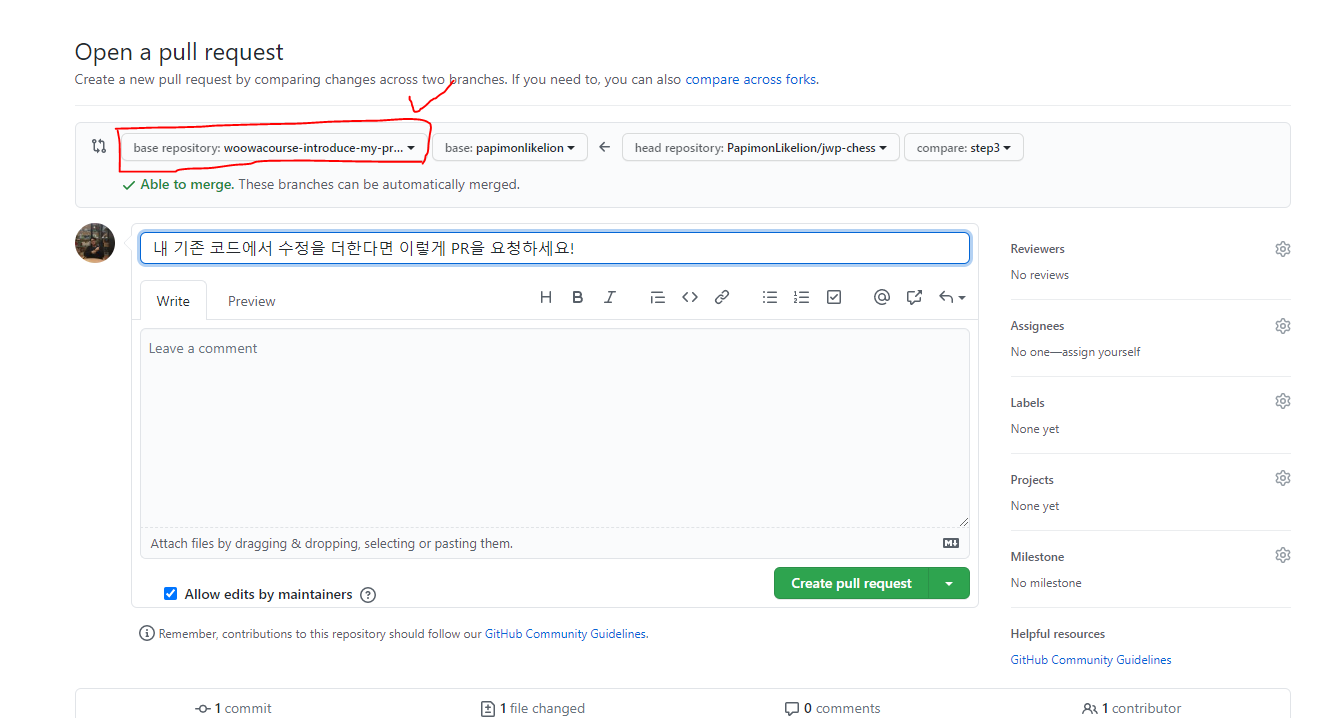 Open a pull request
Create a new pull request by comparing changes across two branches. If you need to, you can also compare across forks.
base repository: woowacourse-introduce-my-pr... base: papimonlikelion head repository: PapimonLikelion/jwp-chess compare: step3
Able to merge. These branches can be automatically merged.
내 기존 코드에서 수정을 더한다면 이렇게 PR을 요청하세요!
Write Preview
Leave a comment
Attach files by dragging & dropping, selecting or pasting them.
Create pull request
Allow edits by maintainers
Remember, contributions to this repository should follow our GitHub Community Guidelines.
Reviewers
No reviews
Assignees
No one—assign yourself
Labels
None yet
Projects
None yet
Milestone
No milestone
Helpful resources
GitHub Community Guidelines
1 commit 1 file changed 0 comments 1 contributor